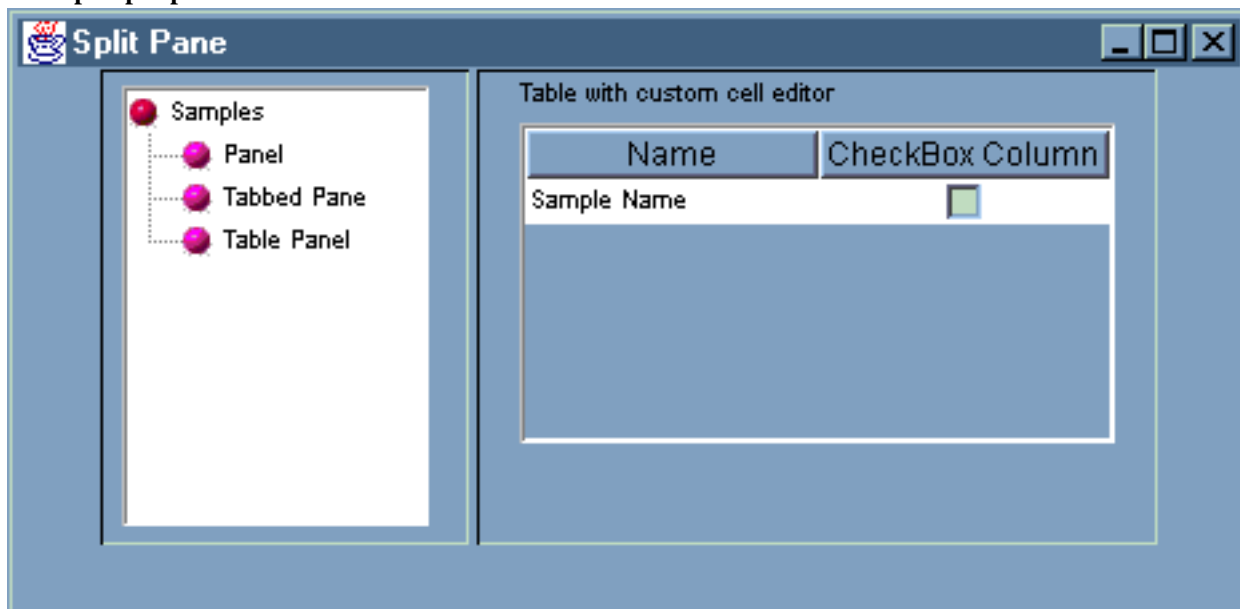 Split Pane
Samples
Panel
Tabbed Pane
Table Panel
Table with custom cell editor
Name CheckBox Column
Sample Name